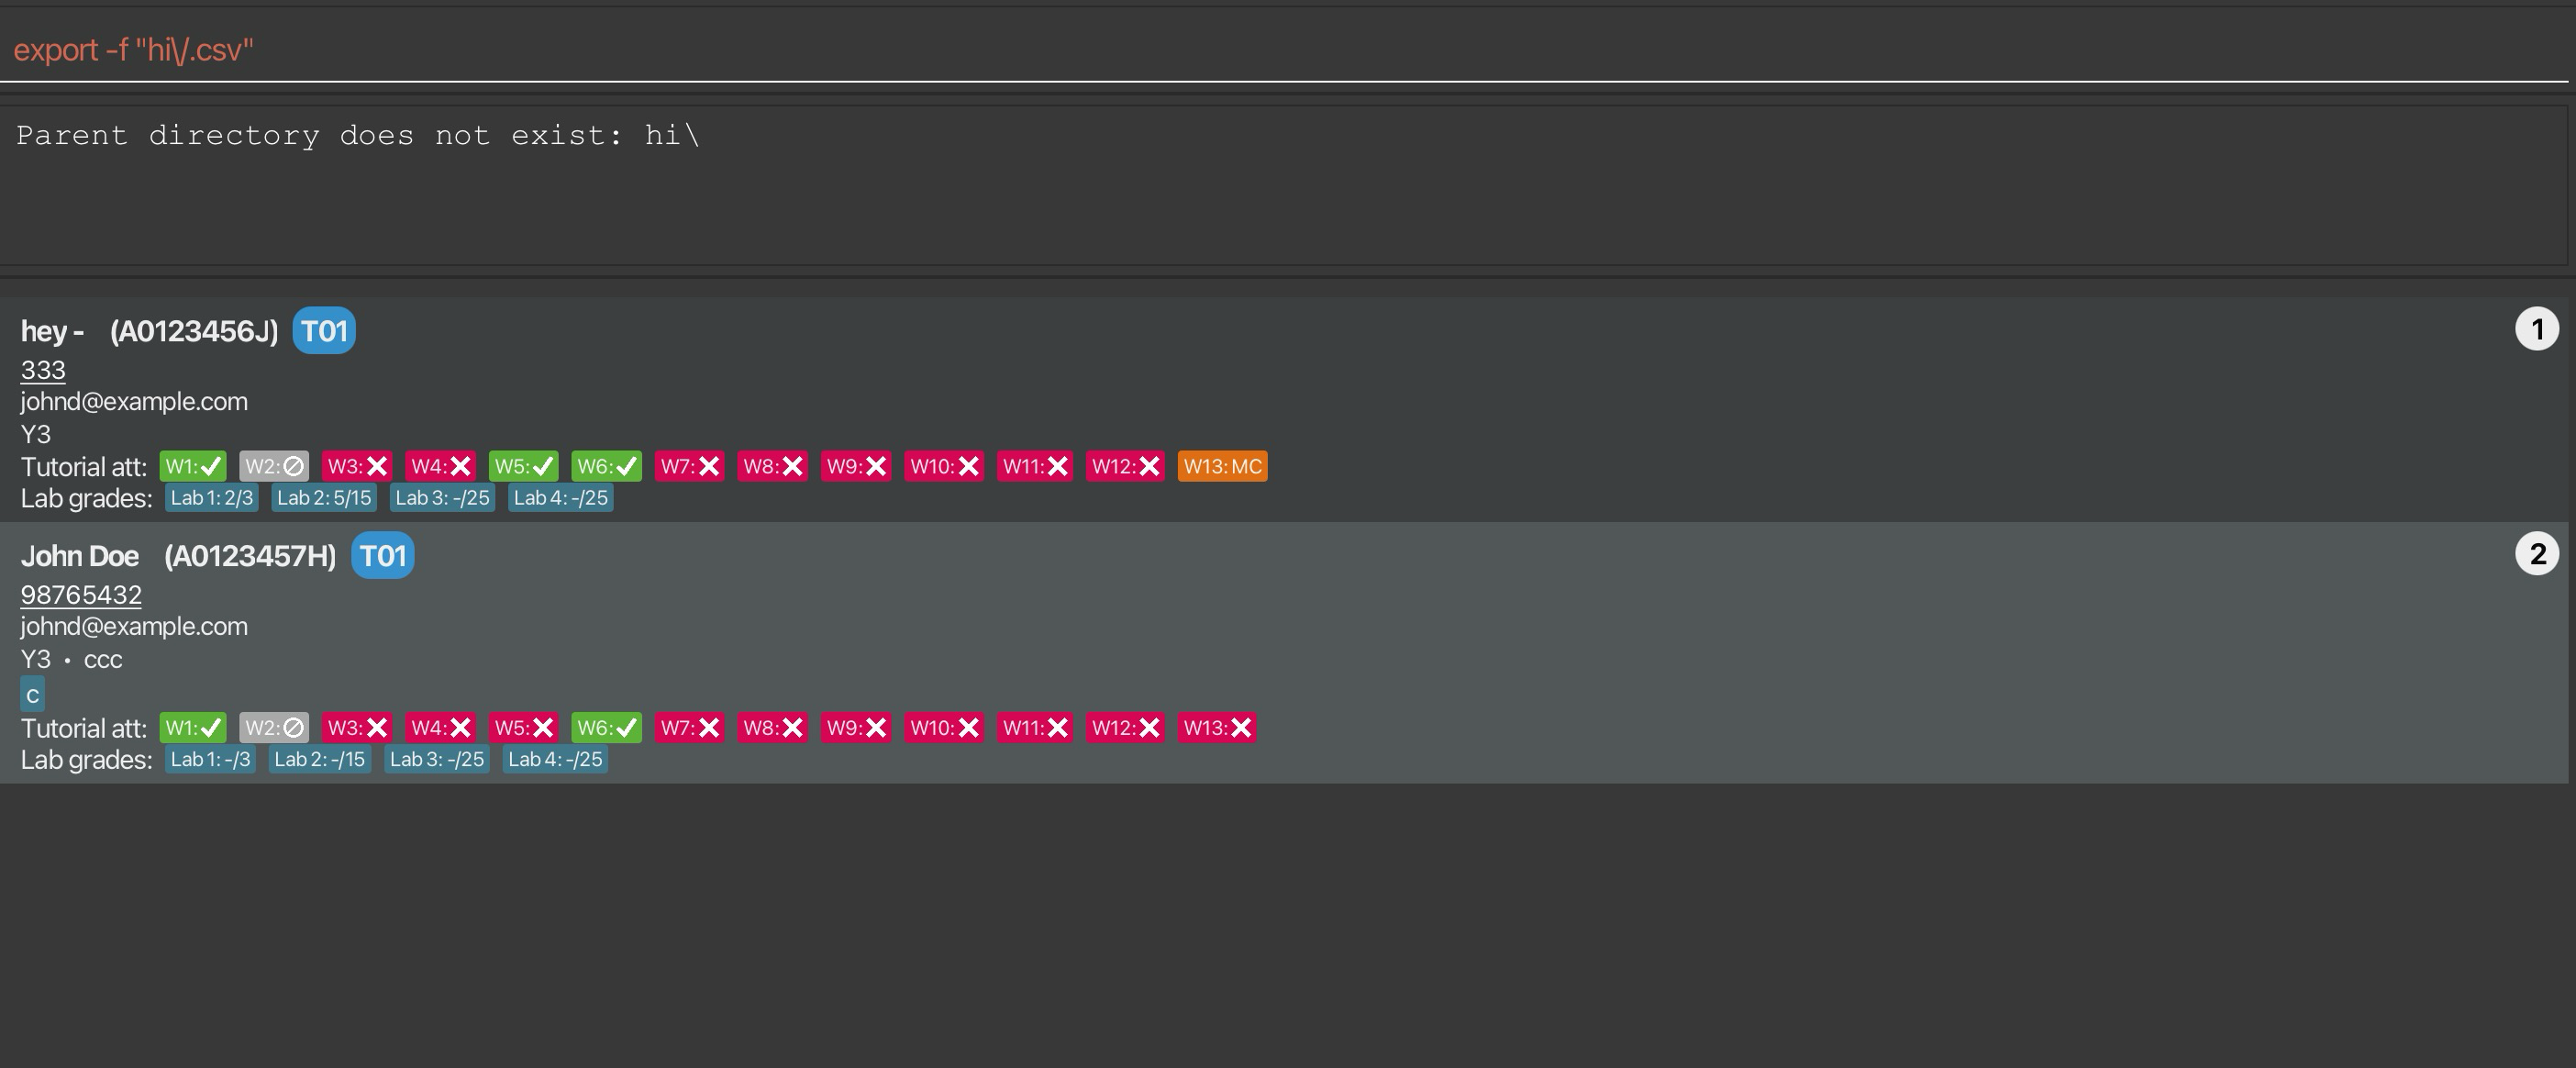 export -f "hi\/.csv"
Parent directory does not exist: hi\
hey - (A0123456J) T01 1
333
johnd@example.com
Y3
Tutorial att: W1:✓ W2:⊘ W3:✕ W4:✕ W5:✓ W6:✓ W7:✕ W8:✕ W9:✕ W10:✕ W11:✕ W12:✕ W13: MC
Lab grades: Lab 1: 2/3 Lab 2: 5/15 Lab 3: -/25 Lab 4: -/25
John Doe (A0123457H) T01 2
98765432
johnd@example.com
Y3 • ccc
c
Tutorial att: W1:✓ W2:⊘ W3:✕ W4:✕ W5:✕ W6:✓ W7:✕ W8:✕ W9:✕ W10:✕ W11:✕ W12:✕ W13:✕
Lab grades: Lab 1: -/3 Lab 2: -/15 Lab 3: -/25 Lab 4: -/25